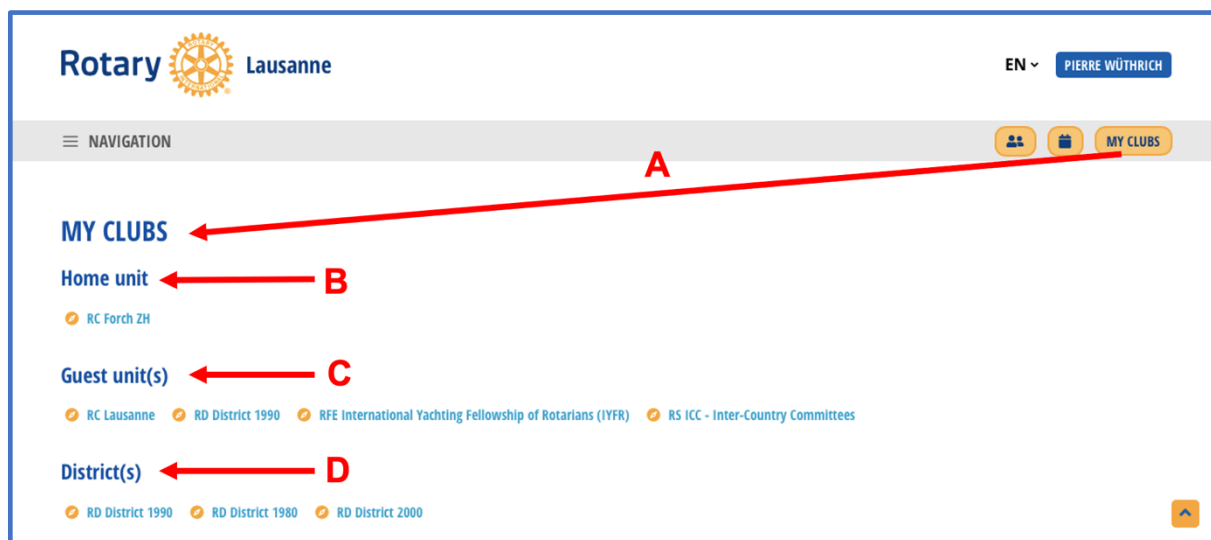 Rotary Lausanne EN PIERRE WÜTHRICH
NAVIGATION MY CLUBS
A
MY CLUBS
Home unit B
RC Forch ZH
Guest unit(s) C
RC Lausanne RD District 1990 RFE International Yachting Fellowship of Rotarians (IYFR) RS ICC - Inter-Country Committees
District(s) D
RD District 1990 RD District 1980 RD District 2000